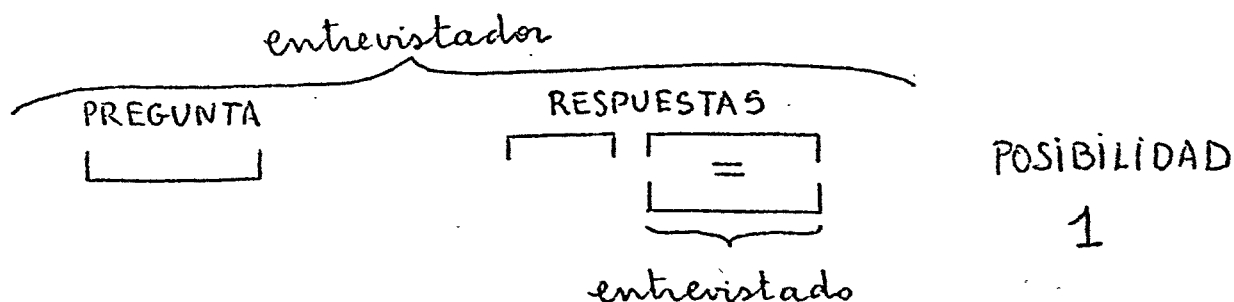 entrevistador
PREGUNTA RESPUESTAS
= POSIBILIDAD
1
entrevistado